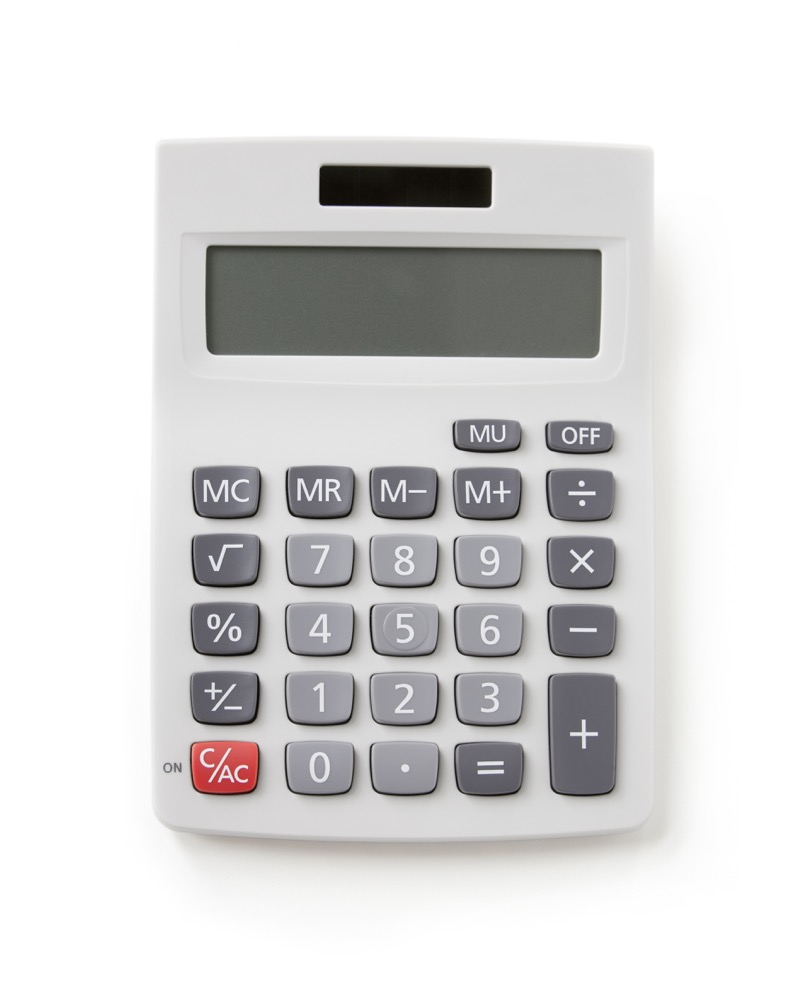 MU OFF
MC MR M− M+ ÷
√ 7 8 9 ×
% 4 5 6 −
+/− 1 2 3 +
ON C/AC 0 · =